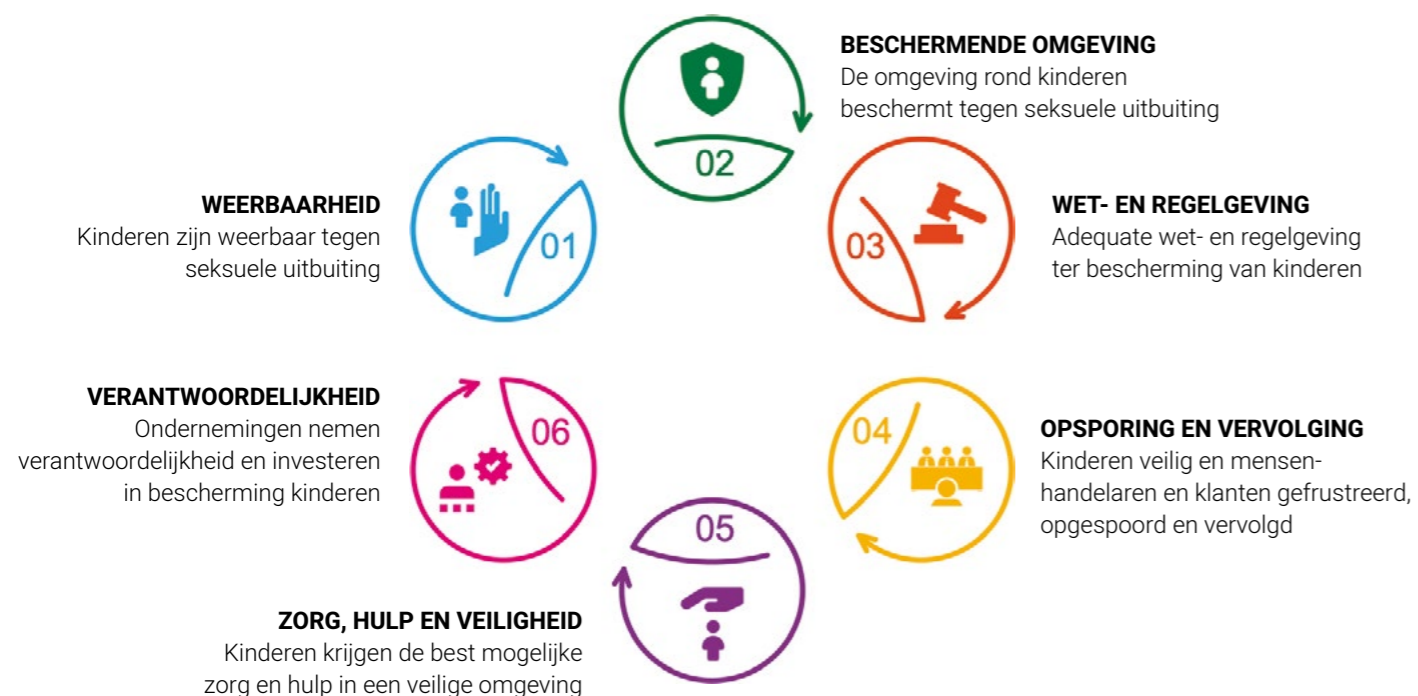 01
WEERBAARHEID
Kinderen zijn weerbaar tegen
seksuele uitbuiting
02
BESCHERMENDE OMGEVING
De omgeving rond kinderen
beschermt tegen seksuele uitbuiting
03
WET- EN REGELGEVING
Adequate wet- en regelgeving
ter bescherming van kinderen
04
OPSPORING EN VERVOLGING
Kinderen veilig en mensen-
handelaren en klanten gefrustreerd,
opgespoord en vervolgd
05
ZORG, HULP EN VEILIGHEID
Kinderen krijgen de best mogelijke
zorg en hulp in een veilige omgeving
06
VERANTWOORDELIJKHEID
Ondernemingen nemen
verantwoordelijkheid en investeren
in bescherming kinderen